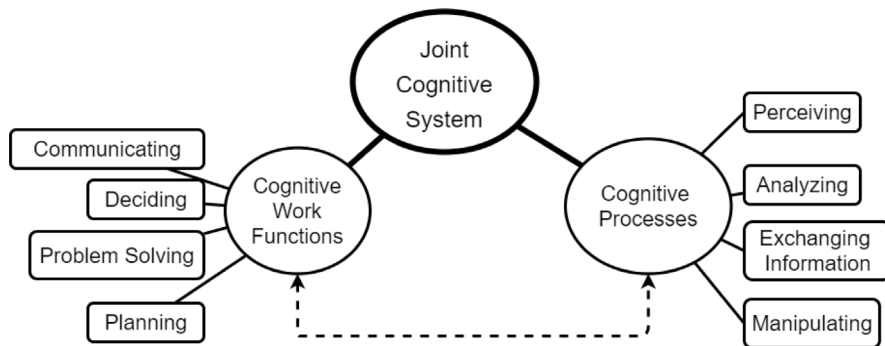 Joint
Cognitive
System
Communicating
Deciding
Problem Solving
Planning
Cognitive
Work
Functions
Cognitive
Processes
Perceiving
Analyzing
Exchanging
Information
Manipulating